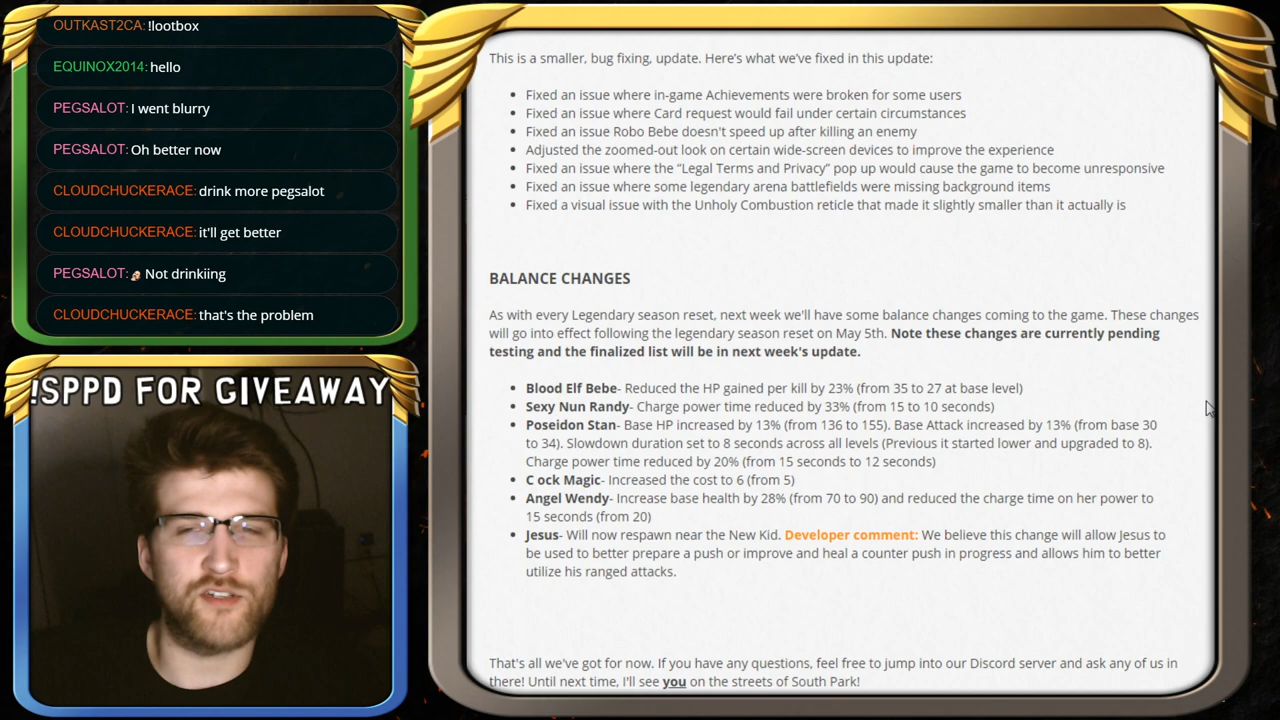 OUTKAST2CA: !lootbox
EQUINOX2014: hello
PEGSALOT: I went blurry
PEGSALOT: Oh better now
CLOUDCHUCKERACE: drink more pegsalot
CLOUDCHUCKERACE: it'll get better
PEGSALOT: Not drinkiing
CLOUDCHUCKERACE: that's the problem
!SPPD FOR GIVEAWAY
This is a smaller, bug fixing, update. Here's what we've fixed in this update:
• Fixed an issue where in-game Achievements were broken for some users
• Fixed an issue where Card request would fail under certain circumstances
• Fixed an issue Robo Bebe doesn't speed up after killing an enemy
• Adjusted the zoomed-out look on certain wide-screen devices to improve the experience
• Fixed an issue where the “Legal Terms and Privacy” pop up would cause the game to become unresponsive
• Fixed an issue where some legendary arena battlefields were missing background items
• Fixed a visual issue with the Unholy Combustion reticle that made it slightly smaller than it actually is
BALANCE CHANGES
As with every Legendary season reset, next week we'll have some balance changes coming to the game. These changes
will go into effect following the legendary season reset on May 5th. Note these changes are currently pending
testing and the finalized list will be in next week's update.
• Blood Elf Bebe- Reduced the HP gained per kill by 23% (from 35 to 27 at base level)
• Sexy Nun Randy- Charge power time reduced by 33% (from 15 to 10 seconds)
• Poseidon Stan- Base HP increased by 13% (from 136 to 155). Base Attack increased by 13% (from base 30
to 34). Slowdown duration set to 8 seconds across all levels (Previous it started lower and upgraded to 8).
Charge power time reduced by 20% (from 15 seconds to 12 seconds)
• C ock Magic- Increased the cost to 6 (from 5)
• Angel Wendy- Increase base health by 28% (from 70 to 90) and reduced the charge time on her power to
15 seconds (from 20)
• Jesus- Will now respawn near the New Kid. Developer comment: We believe this change will allow Jesus to
be used to better prepare a push or improve and heal a counter push in progress and allows him to better
utilize his ranged attacks.
That's all we've got for now. If you have any questions, feel free to jump into our Discord server and ask any of us in
there! Until next time, I'll see you on the streets of South Park!